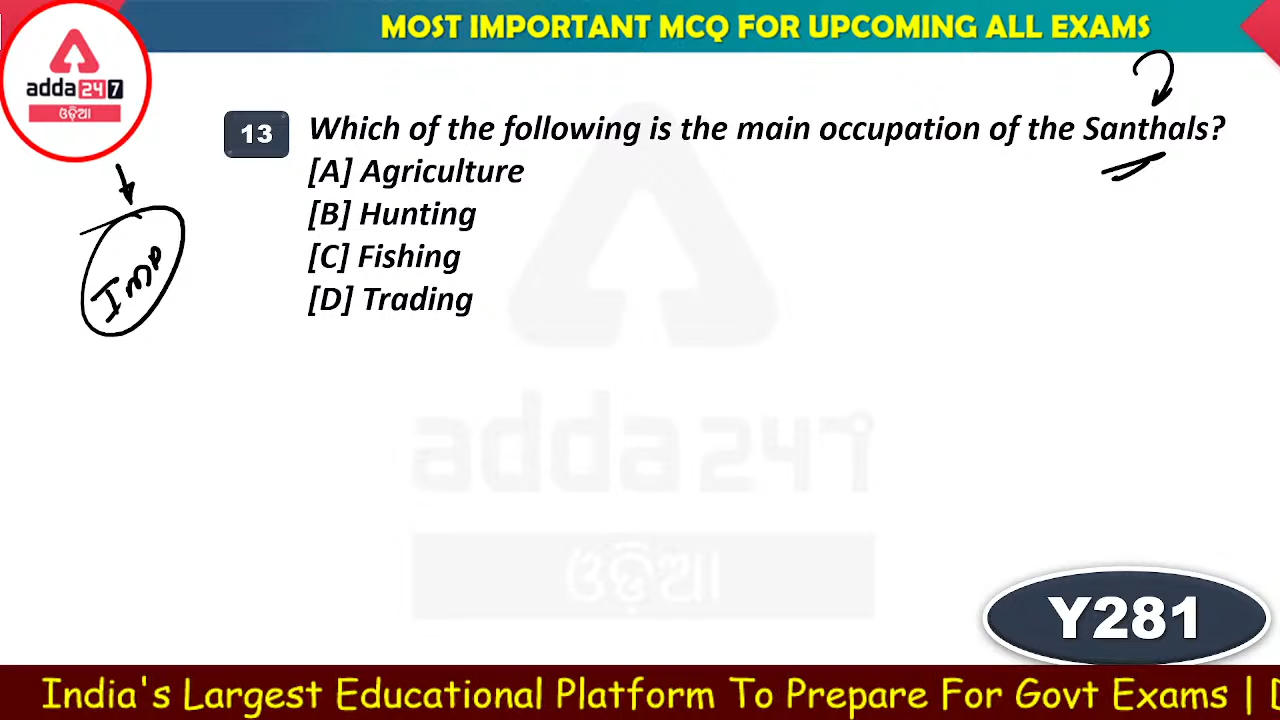 MOST IMPORTANT MCQ FOR UPCOMING ALL EXAMS
adda247
ଓଡ଼ିଆ
13 Which of the following is the main occupation of the Santhals?
[A] Agriculture
[B] Hunting
[C] Fishing
[D] Trading
Imp
adda247
ଓଡ଼ିଆ
Y281
India's Largest Educational Platform To Prepare For Govt Exams |